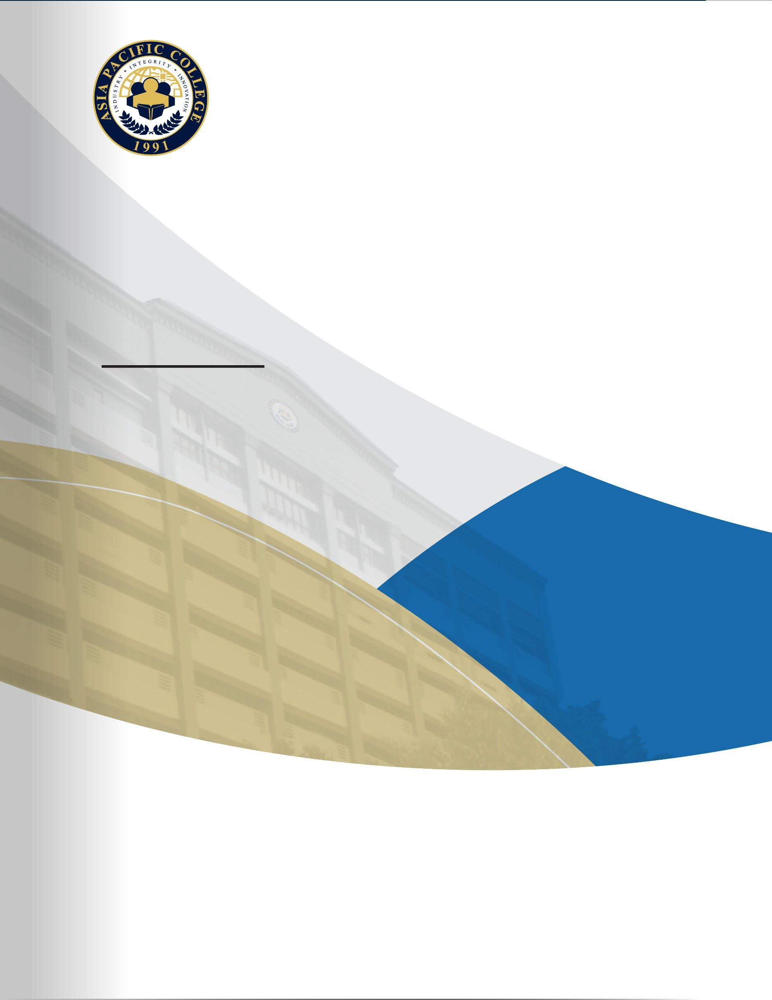 ASIA PACIFIC COLLEGE
INDUSTRY * INTEGRITY * INNOVATION
1991